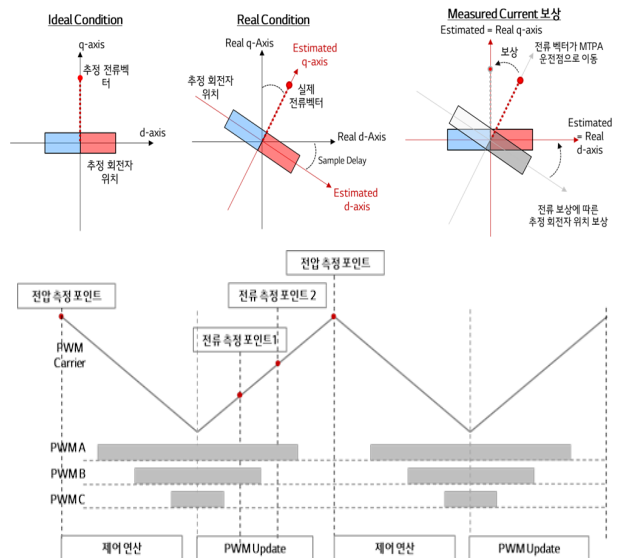 Ideal Condition
q-axis
추정 전류벡
터
d-axis
추정 회전자
위치
Real Condition
Real q-Axis
Estimated
q-axis
추정 회전자
위치
실제
전류벡터
Real d-Axis
Sample Delay
Estimated
d-axis
Measured Current 보상
Estimated = Real q-axis
보상
전류 벡터가 MTPA
운전점으로 이동
Estimated
= Real
d-axis
전류 보상에 따른
추정 회전자 위치 보상
전압 측정 포인트
전압 측정 포인트
전류 측정 포인트 2
전류 측정 포인트1
PWM
Carrier
PWM A
PWM B
PWM C
제어 연산
PWM Update
제어 연산
PWM Update